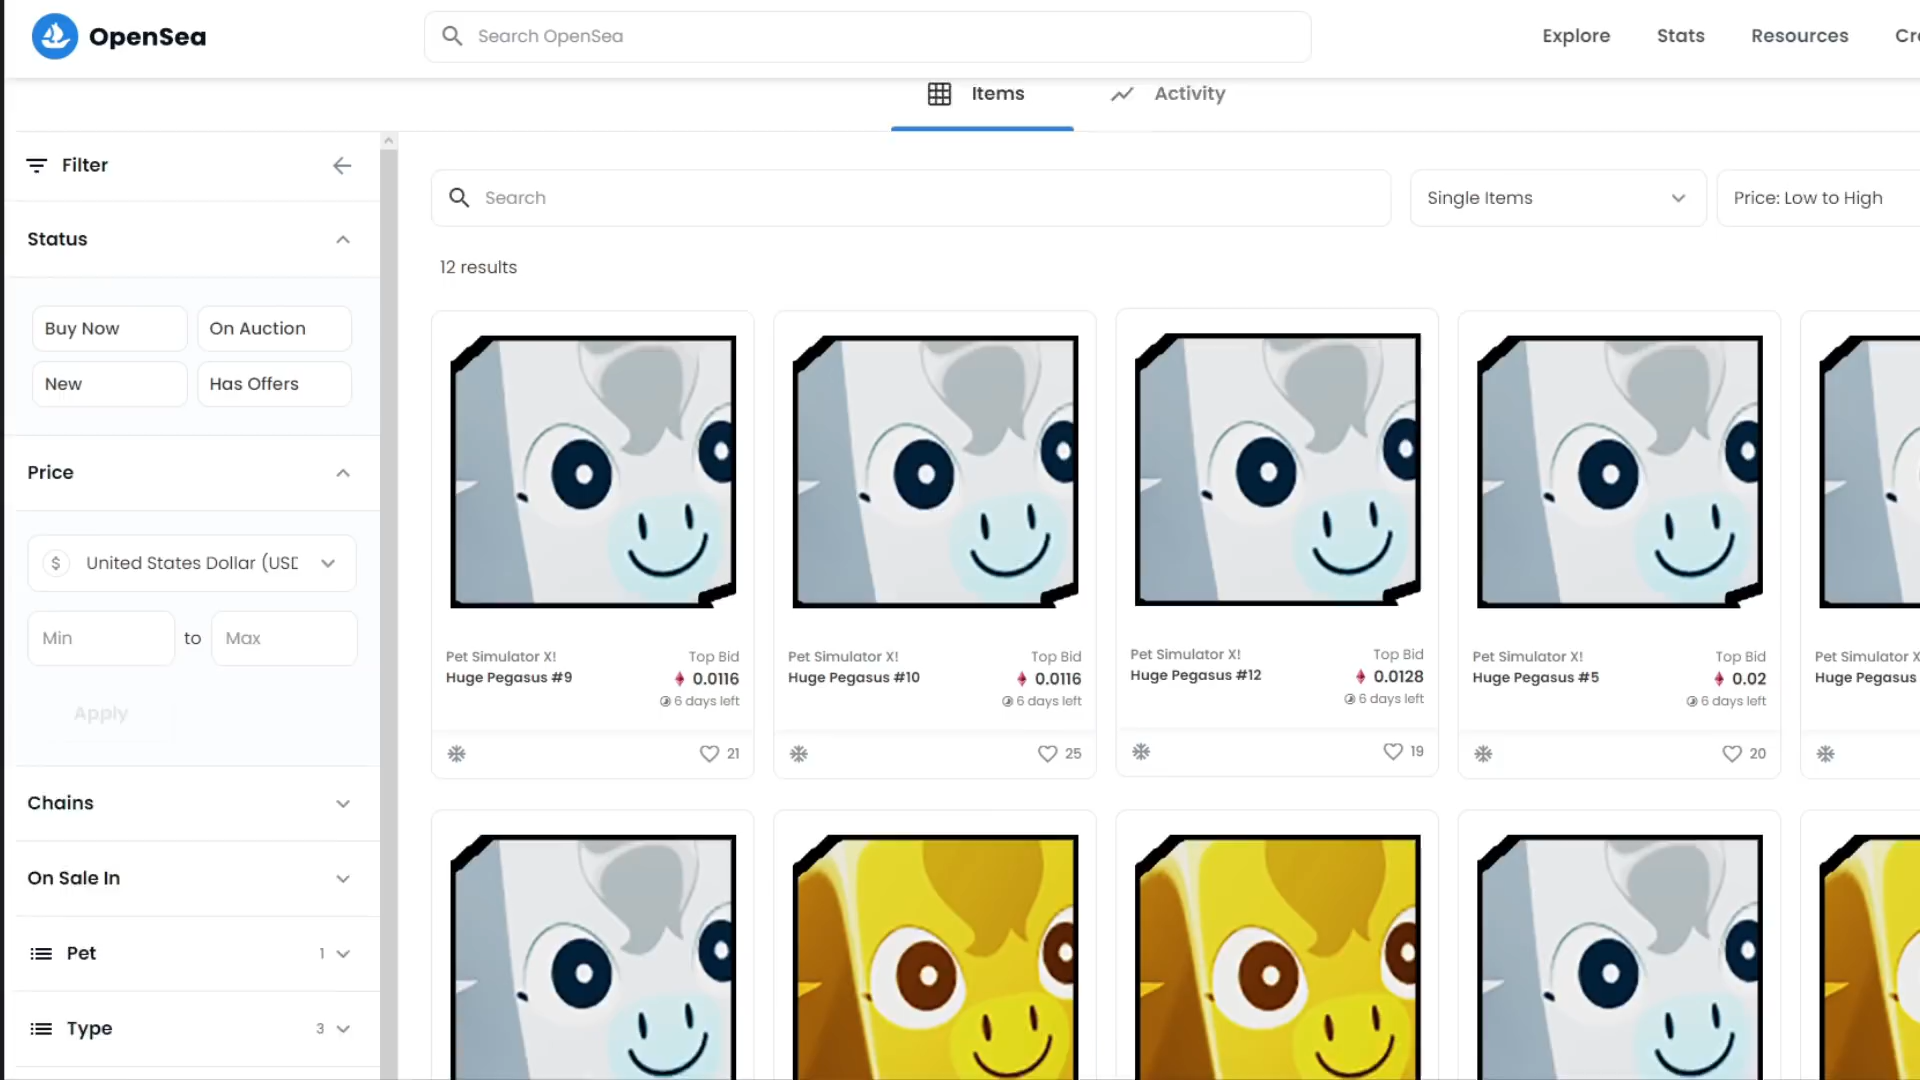 OpenSea
Search OpenSea
Explore
Stats
Resources
Items
Activity
Filter
Search
Single Items
Price: Low to High
Status
12 results
Buy Now
On Auction
New
Has Offers
Price
$
United States Dollar (USD
Min
to
Max
Pet Simulator X!
Top Bid
Huge Pegasus #9
0.0116
6 days left
21
Pet Simulator X!
Top Bid
Huge Pegasus #10
0.0116
6 days left
25
Pet Simulator X!
Top Bid
Huge Pegasus #12
0.0128
6 days left
19
Pet Simulator X!
Top Bid
Huge Pegasus #5
0.02
6 days left
20
Pet Simulator X
Huge Pegasus
Apply
Chains
On Sale In
Pet
1
Type
3